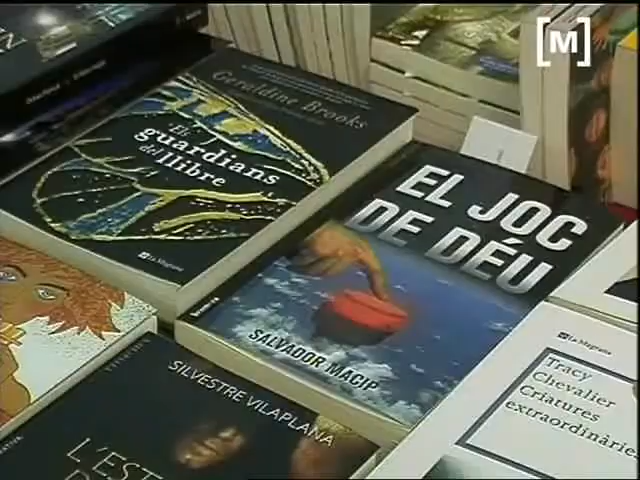 [M]
Geraldine Brooks
Els
guardians
del llibre
La Magrana
EL JOC
DE DÉU
SALVADOR MACIP
SILVESTRE VILAPLANA
L'EST
La Magrana
Tracy
Chevalier
Criatures
extraordinàries